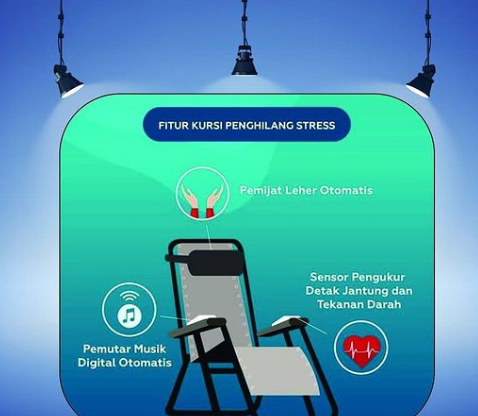 FITUR KURSI PENGHILANG STRESS
Pemijat Leher Otomatis
Sensor Pengukur
Detak Jantung dan
Tekanan Darah
Pemutar Musik
Digital Otomatis